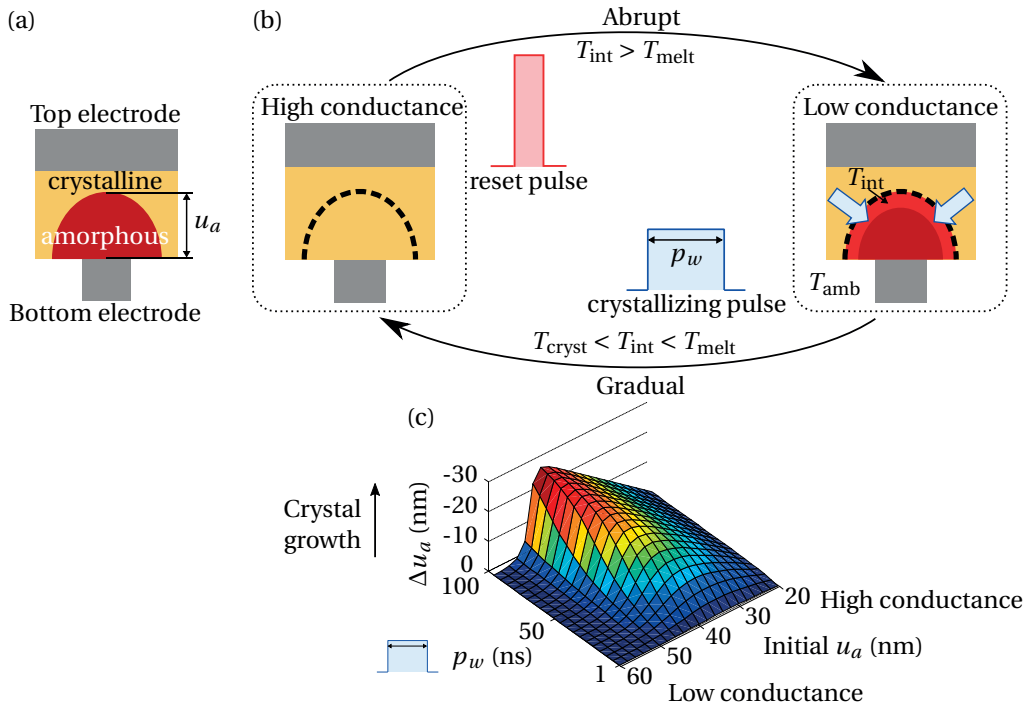 (a)
(b)
Abrupt
T_int > T_melt
Top electrode
crystalline
amorphous
u_a
Bottom electrode
High conductance
reset pulse
p_w
crystallizing pulse
Low conductance
T_int
T_amb
T_cryst < T_int < T_melt
Gradual
(c)
Crystal
growth
Δu_a (nm)
-30
-20
-10
0
100
50
1
p_w (ns)
60
50
40
30
20
High conductance
Initial u_a (nm)
Low conductance